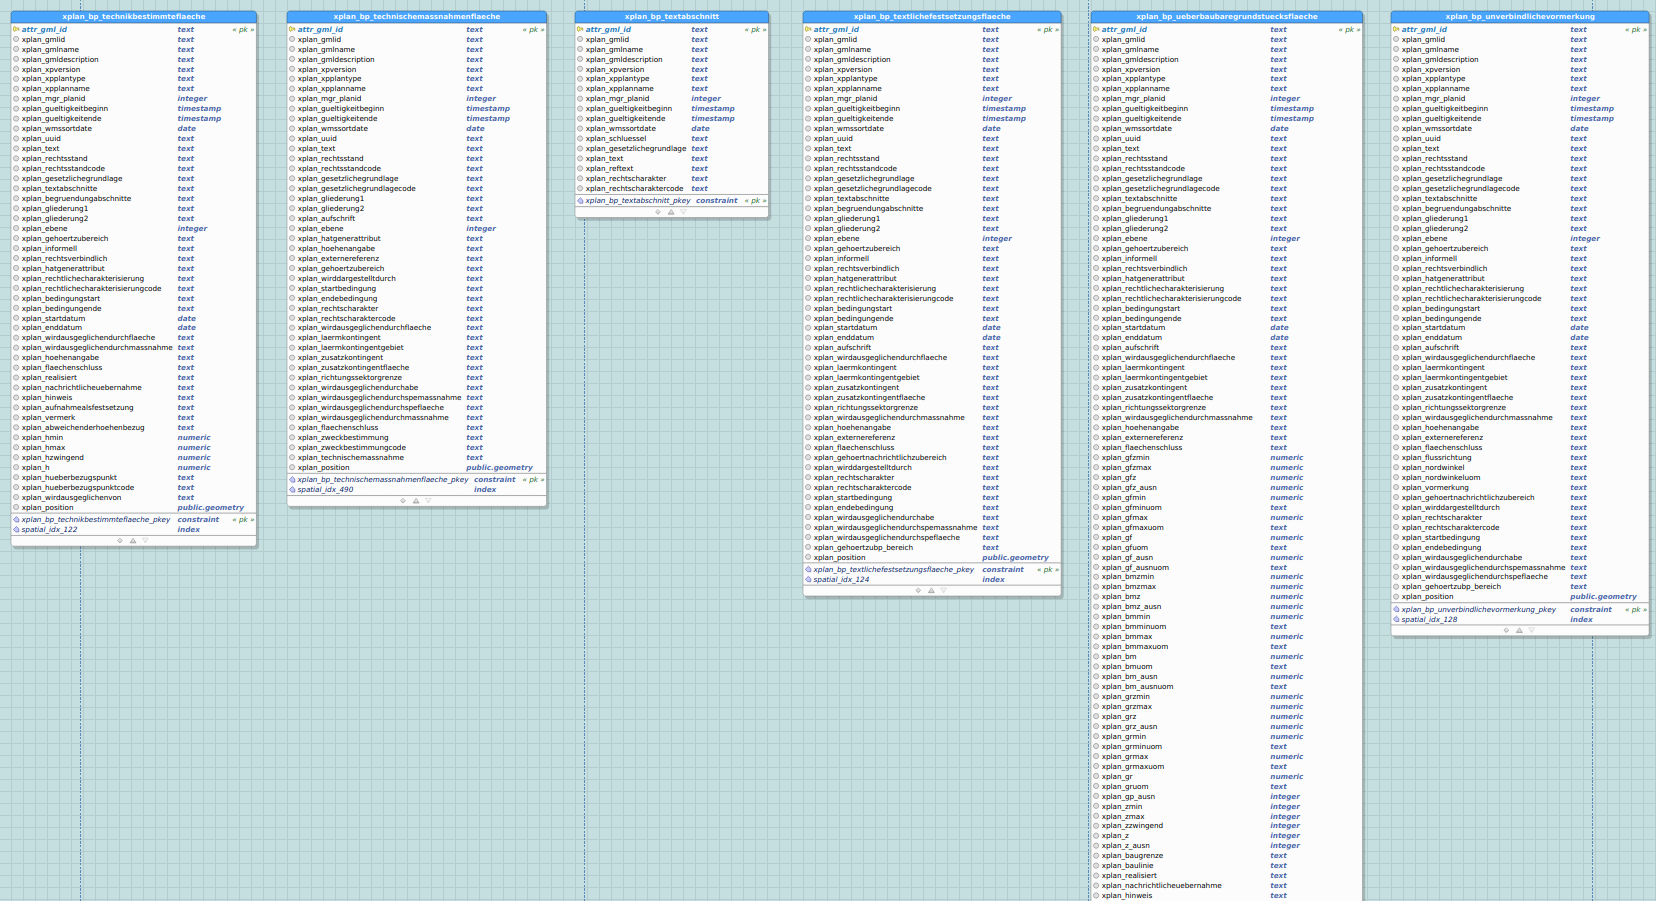 xplan_bp_technikbestimmteflaeche
attr_gml_id text « pk »
xplan_gmlid text
xplan_gmlname text
xplan_gmldescription text
xplan_xpversion text
xplan_xpplantype text
xplan_xpplanname text
xplan_mgr_planid integer
xplan_gueltigkeitbeginn timestamp
xplan_gueltigkeitende timestamp
xplan_wmssortdate date
xplan_uuid text
xplan_text text
xplan_rechtsstand text
xplan_rechtsstandcode text
xplan_gesetzlichegrundlage text
xplan_textabschnitte text
xplan_begruendungabschnitte text
xplan_gliederung1 text
xplan_gliederung2 text
xplan_ebene integer
xplan_gehoertzubereich text
xplan_informell text
xplan_rechtsverbindlich text
xplan_hatgenerattribut text
xplan_rechtlichecharakterisierung text
xplan_rechtlichecharakterisierungcode text
xplan_bedingungstart text
xplan_bedingungende text
xplan_startdatum date
xplan_enddatum date
xplan_wirdausgeglichendurchflaeche text
xplan_wirdausgeglichendurchmassnahme text
xplan_hoehenangabe text
xplan_flaechenschluss text
xplan_realisiert text
xplan_nachrichtlicheuebernahme text
xplan_hinweis text
xplan_aufnahmealsfestsetzung text
xplan_vermerk text
xplan_abweichenderhoehenbezug text
xplan_hmin numeric
xplan_hmax numeric
xplan_hzwingend numeric
xplan_h numeric
xplan_hueberbezugspunkt text
xplan_hueberbezugspunktcode text
xplan_wirdausgeglichenvon text
xplan_position public.geometry
xplan_bp_technikbestimmteflaeche_pkey constraint « pk »
spatial_idx_122 index
xplan_bp_technischemassnahmenflaeche
attr_gml_id text « pk »
xplan_gmlid text
xplan_gmlname text
xplan_gmldescription text
xplan_xpversion text
xplan_xpplantype text
xplan_xpplanname text
xplan_mgr_planid integer
xplan_gueltigkeitbeginn timestamp
xplan_gueltigkeitende timestamp
xplan_wmssortdate date
xplan_uuid text
xplan_text text
xplan_rechtsstand text
xplan_rechtsstandcode text
xplan_gesetzlichegrundlage text
xplan_gesetzlichegrundlagecode text
xplan_gliederung1 text
xplan_gliederung2 text
xplan_aufschrift text
xplan_ebene integer
xplan_hatgenerattribut text
xplan_hoehenangabe text
xplan_externereferenz text
xplan_gehoertzubereich text
xplan_wirddargestelltdurch text
xplan_startbedingung text
xplan_endebedingung text
xplan_rechtscharakter text
xplan_rechtscharaktercode text
xplan_wirdausgeglichendurchflaeche text
xplan_laermkontingent text
xplan_laermkontingentgebiet text
xplan_zusatzkontingent text
xplan_zusatzkontingentflaeche text
xplan_richtungssektorgrenze text
xplan_wirdausgeglichendurchabe text
xplan_wirdausgeglichendurchspemassnahme text
xplan_wirdausgeglichendurchspeflaeche text
xplan_wirdausgeglichendurchmassnahme text
xplan_flaechenschluss text
xplan_zweckbestimmung text
xplan_zweckbestimmungcode text
xplan_technischemassnahme text
xplan_position public.geometry
xplan_bp_technischemassnahmenflaeche_pkey constraint « pk »
spatial_idx_490 index
xplan_bp_textabschnitt
attr_gml_id text « pk »
xplan_gmlid text
xplan_gmlname text
xplan_gmldescription text
xplan_xpversion text
xplan_xpplantype text
xplan_xpplanname text
xplan_mgr_planid integer
xplan_gueltigkeitbeginn timestamp
xplan_gueltigkeitende timestamp
xplan_wmssortdate date
xplan_schluessel text
xplan_gesetzlichegrundlage text
xplan_text text
xplan_reftext text
xplan_rechtscharakter text
xplan_rechtscharaktercode text
xplan_bp_textabschnitt_pkey constraint « pk »
xplan_bp_textlichefestsetzungsflaeche
attr_gml_id text « pk »
xplan_gmlid text
xplan_gmlname text
xplan_gmldescription text
xplan_xpversion text
xplan_xpplantype text
xplan_xpplanname text
xplan_mgr_planid integer
xplan_gueltigkeitbeginn timestamp
xplan_gueltigkeitende timestamp
xplan_wmssortdate date
xplan_uuid text
xplan_text text
xplan_rechtsstand text
xplan_rechtsstandcode text
xplan_gesetzlichegrundlage text
xplan_gesetzlichegrundlagecode text
xplan_textabschnitte text
xplan_begruendungabschnitte text
xplan_gliederung1 text
xplan_gliederung2 text
xplan_ebene integer
xplan_gehoertzubereich text
xplan_informell text
xplan_rechtsverbindlich text
xplan_hatgenerattribut text
xplan_rechtlichecharakterisierung text
xplan_rechtlichecharakterisierungcode text
xplan_bedingungstart text
xplan_bedingungende text
xplan_startdatum date
xplan_enddatum date
xplan_aufschrift text
xplan_wirdausgeglichendurchflaeche text
xplan_laermkontingent text
xplan_laermkontingentgebiet text
xplan_zusatzkontingent text
xplan_zusatzkontingentflaeche text
xplan_richtungssektorgrenze text
xplan_wirdausgeglichendurchmassnahme text
xplan_hoehenangabe text
xplan_externereferenz text
xplan_flaechenschluss text
xplan_gehoertnachrichtlichzubereich text
xplan_wirddargestelltdurch text
xplan_rechtscharakter text
xplan_rechtscharaktercode text
xplan_startbedingung text
xplan_endebedingung text
xplan_wirdausgeglichendurchabe text
xplan_wirdausgeglichendurchspemassnahme text
xplan_wirdausgeglichendurchspeflaeche text
xplan_gehoertzubp_bereich text
xplan_position public.geometry
xplan_bp_textlichefestsetzungsflaeche_pkey constraint « pk »
spatial_idx_124 index
xplan_bp_ueberbaubaregrundstuecksflaeche
attr_gml_id text « pk »
xplan_gmlid text
xplan_gmlname text
xplan_gmldescription text
xplan_xpversion text
xplan_xpplantype text
xplan_xpplanname text
xplan_mgr_planid integer
xplan_gueltigkeitbeginn timestamp
xplan_gueltigkeitende timestamp
xplan_wmssortdate date
xplan_uuid text
xplan_text text
xplan_rechtsstand text
xplan_rechtsstandcode text
xplan_gesetzlichegrundlage text
xplan_gesetzlichegrundlagecode text
xplan_textabschnitte text
xplan_begruendungabschnitte text
xplan_gliederung1 text
xplan_gliederung2 text
xplan_ebene integer
xplan_gehoertzubereich text
xplan_informell text
xplan_rechtsverbindlich text
xplan_hatgenerattribut text
xplan_rechtlichecharakterisierung text
xplan_rechtlichecharakterisierungcode text
xplan_bedingungstart text
xplan_bedingungende text
xplan_startdatum date
xplan_enddatum date
xplan_aufschrift text
xplan_wirdausgeglichendurchflaeche text
xplan_laermkontingent text
xplan_laermkontingentgebiet text
xplan_zusatzkontingent text
xplan_zusatzkontingentflaeche text
xplan_richtungssektorgrenze text
xplan_wirdausgeglichendurchmassnahme text
xplan_hoehenangabe text
xplan_externereferenz text
xplan_flaechenschluss text
xplan_gfzmin numeric
xplan_gfzmax numeric
xplan_gfz numeric
xplan_gfz_ausn numeric
xplan_gfmin numeric
xplan_gfminuom text
xplan_gfmax numeric
xplan_gfmaxuom text
xplan_gf numeric
xplan_gfuom text
xplan_gf_ausn numeric
xplan_gf_ausnuom text
xplan_bmzmin numeric
xplan_bmzmax numeric
xplan_bmz numeric
xplan_bmz_ausn numeric
xplan_bmmin numeric
xplan_bmminuom text
xplan_bmmax numeric
xplan_bmmaxuom text
xplan_bm numeric
xplan_bmuom text
xplan_bm_ausn numeric
xplan_bm_ausnuom text
xplan_grzmin numeric
xplan_grzmax numeric
xplan_grz numeric
xplan_grz_ausn numeric
xplan_grmin numeric
xplan_grminuom text
xplan_grmax numeric
xplan_grmaxuom text
xplan_gr numeric
xplan_gruom text
xplan_gp_ausn integer
xplan_zmin integer
xplan_zmax integer
xplan_zzwingend integer
xplan_z integer
xplan_z_ausn integer
xplan_baugrenze text
xplan_baulinie text
xplan_realisiert text
xplan_nachrichtlicheuebernahme text
xplan_hinweis text
xplan_bp_unverbindlichevormerkung
attr_gml_id text « pk »
xplan_gmlid text
xplan_gmlname text
xplan_gmldescription text
xplan_xpversion text
xplan_xpplantype text
xplan_xpplanname text
xplan_mgr_planid integer
xplan_gueltigkeitbeginn timestamp
xplan_gueltigkeitende timestamp
xplan_wmssortdate date
xplan_uuid text
xplan_text text
xplan_rechtsstand text
xplan_rechtsstandcode text
xplan_gesetzlichegrundlage text
xplan_gesetzlichegrundlagecode text
xplan_textabschnitte text
xplan_begruendungabschnitte text
xplan_gliederung1 text
xplan_gliederung2 text
xplan_ebene integer
xplan_gehoertzubereich text
xplan_informell text
xplan_rechtsverbindlich text
xplan_hatgenerattribut text
xplan_rechtlichecharakterisierung text
xplan_rechtlichecharakterisierungcode text
xplan_bedingungstart text
xplan_bedingungende text
xplan_startdatum date
xplan_enddatum date
xplan_aufschrift text
xplan_wirdausgeglichendurchflaeche text
xplan_laermkontingent text
xplan_laermkontingentgebiet text
xplan_zusatzkontingent text
xplan_zusatzkontingentflaeche text
xplan_richtungssektorgrenze text
xplan_wirdausgeglichendurchmassnahme text
xplan_hoehenangabe text
xplan_externereferenz text
xplan_flaechenschluss text
xplan_flussrichtung text
xplan_nordwinkel text
xplan_nordwinkeluom text
xplan_vormerkung text
xplan_gehoertnachrichtlichzubereich text
xplan_wirddargestelltdurch text
xplan_rechtscharakter text
xplan_rechtscharaktercode text
xplan_startbedingung text
xplan_endebedingung text
xplan_wirdausgeglichendurchabe text
xplan_wirdausgeglichendurchspemassnahme text
xplan_wirdausgeglichendurchspeflaeche text
xplan_gehoertzubp_bereich text
xplan_position public.geometry
xplan_bp_unverbindlichevormerkung_pkey constraint « pk »
spatial_idx_128 index